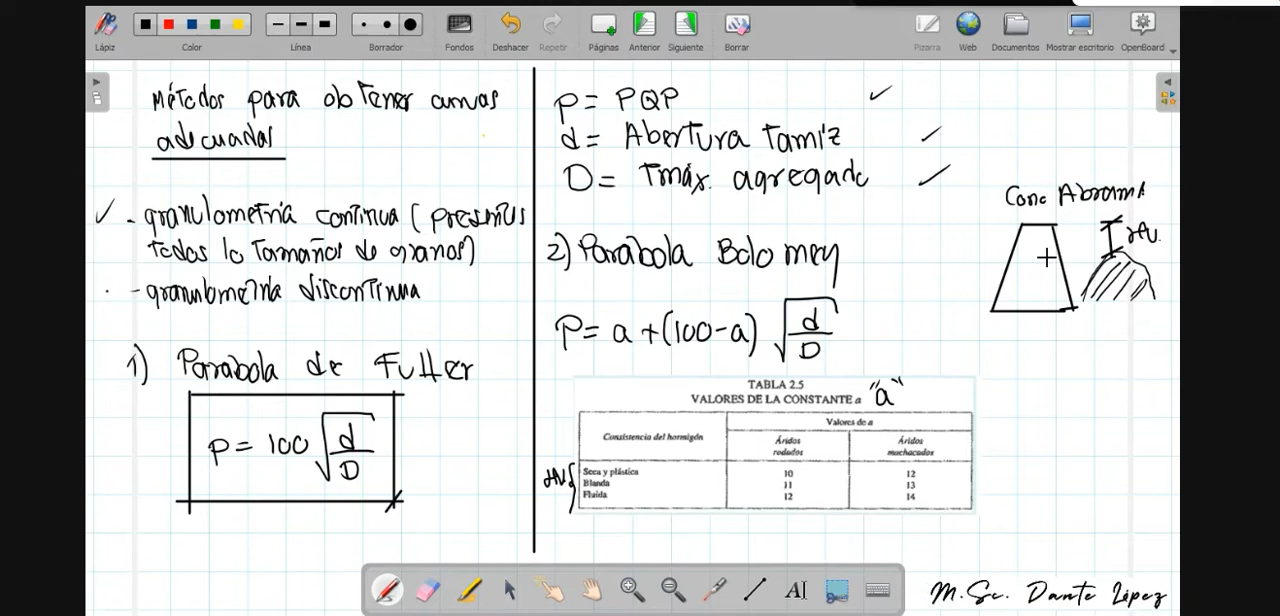 Lápiz
Color
Línea
Borrador
Fondos
Deshacer
Repetir
Páginas
Anterior
Siguiente
Borrar
Pizarra
Web
Documentos
Mostrar escritorio
OpenBoard
Métodos para obtener curvas
adecuadas
- granulometría continua (presentes
todos lo tamaños de granos)
- granulometría discontinua
1) Parabola de Fuller
P = 100 √(d/D)
P = PQP
d = Abertura Tamiz
D = Tmáx. agregado
2) Parabola Bolomey
P = a + (100-a) √(d/D)
Cono Abrams
TABLA 2.5
VALORES DE LA CONSTANTE a "a"
Consistencia del hormigón
Valores de a
Áridos rodados
Áridos machacados
Seca y plástica 10 12
Blanda 11 13
Fluida 12 14
M.Sc. Dante López